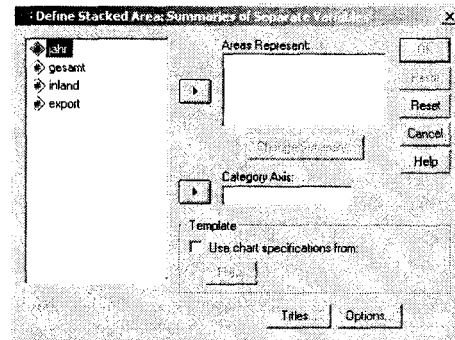 Define Stacked Area: Summaries of Separate Variables
jahr
gesamt
inland
export
Areas Represent:
OK
Paste
Reset
Cancel
Help
Change Summary...
Category Axis:
Template
Use chart specifications from:
File...
Titles...
Options...